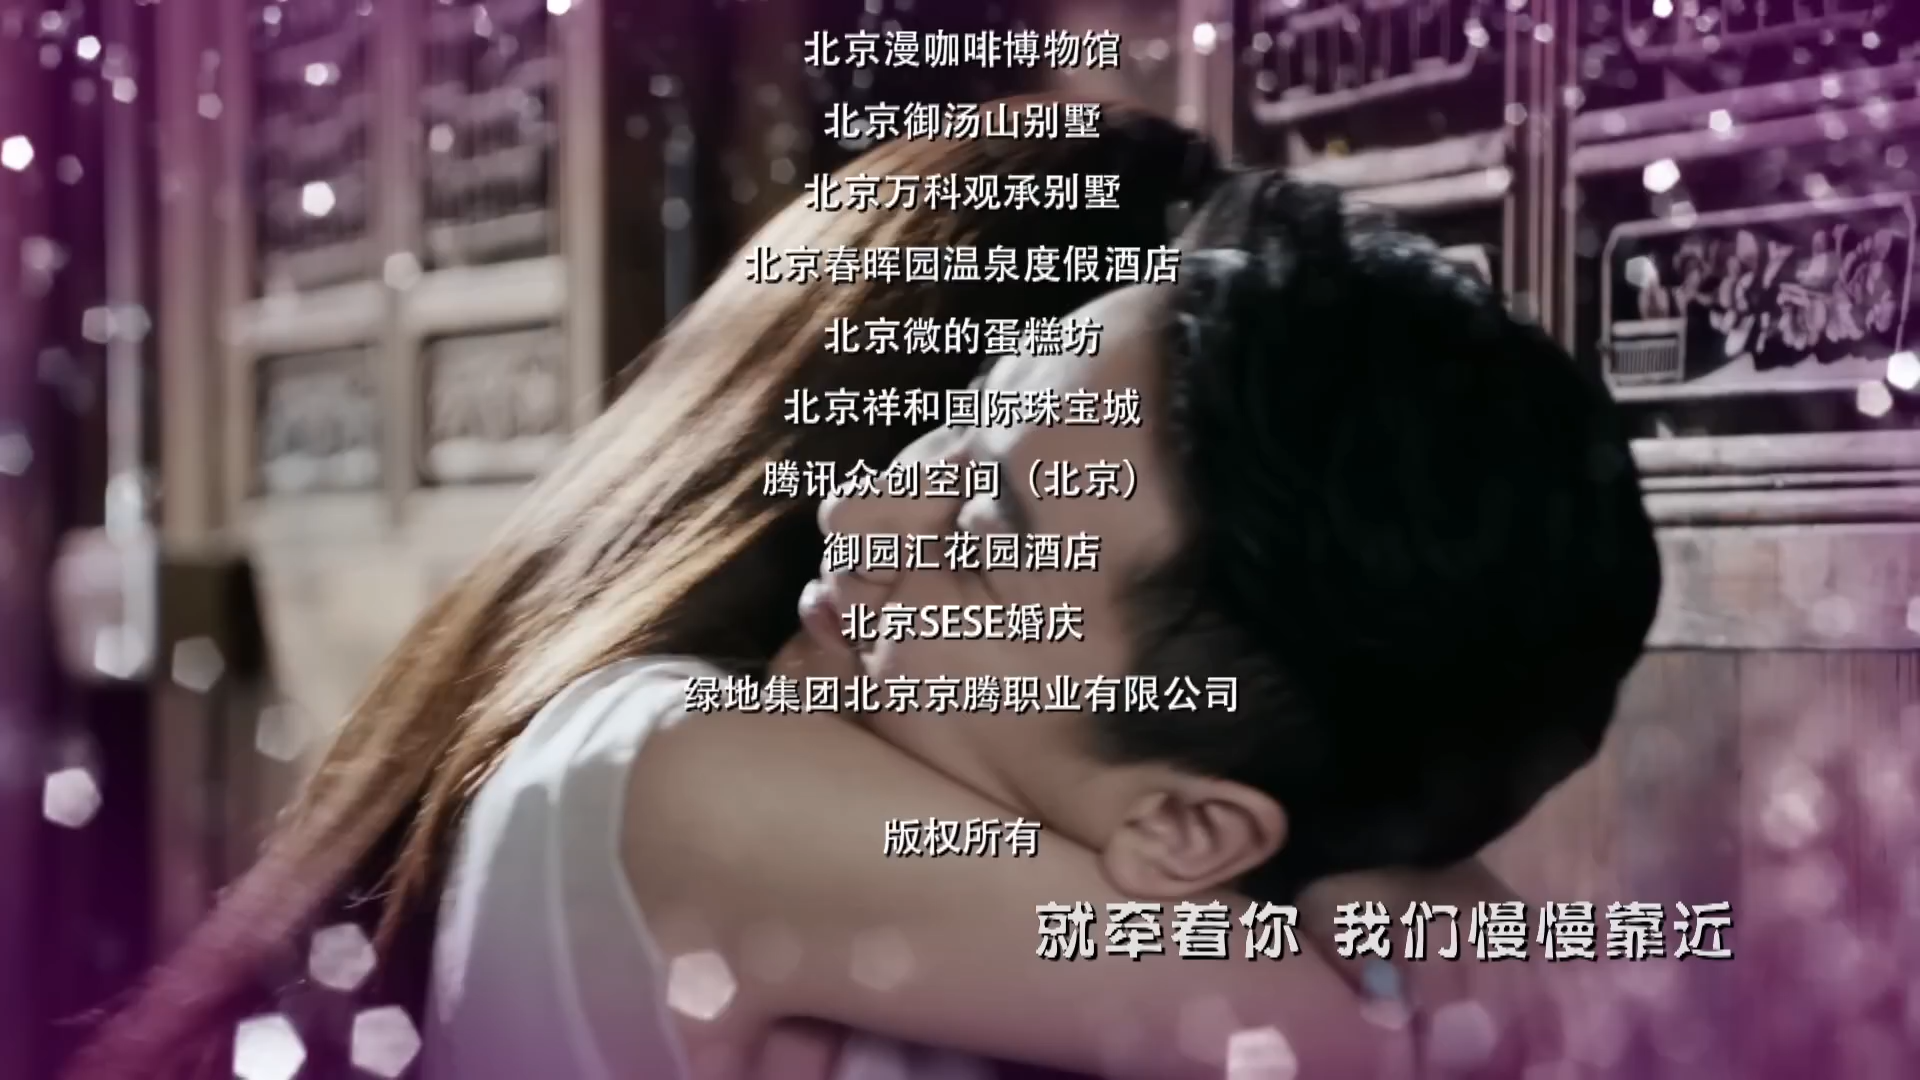 北京漫咖啡博物馆
北京御汤山别墅
北京万科观承别墅
北京春晖园温泉度假酒店
北京微的蛋糕坊
北京祥和国际珠宝城
腾讯众创空间（北京）
御园汇花园酒店
北京SESE婚庆
绿地集团北京京腾职业有限公司
版权所有
就牵着你 我们慢慢靠近